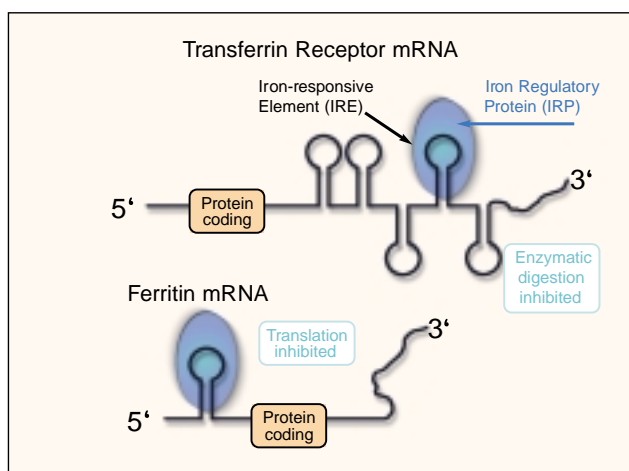 Transferrin Receptor mRNA
Iron-responsive
Element (IRE)
Iron Regulatory
Protein (IRP)
5‘
Protein
coding
3‘
Enzymatic
digestion
inhibited
Ferritin mRNA
Translation
inhibited
3‘
5‘
Protein
coding